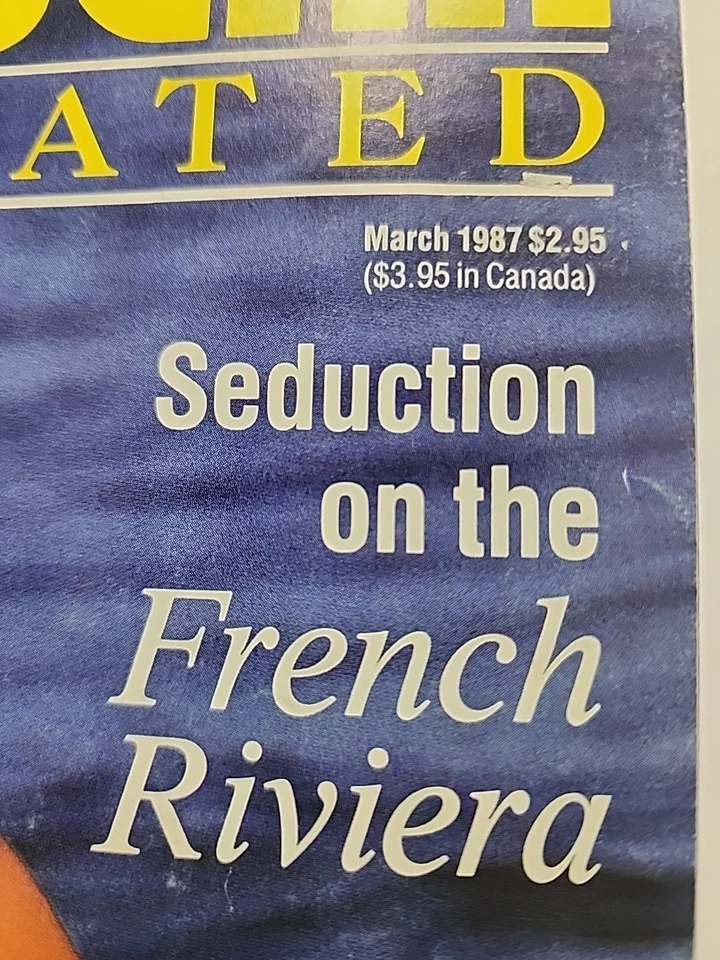 ATED
March 1987 $2.95
($3.95 in Canada)
Seduction
on the
French
Riviera